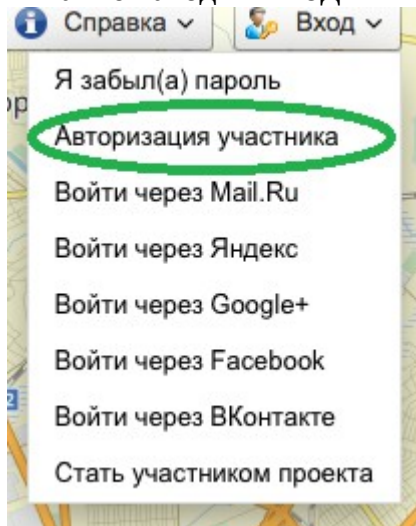 Справка Вход
Я забыл(а) пароль
Авторизация участника
Войти через Mail.Ru
Войти через Яндекс
Войти через Google+
Войти через Facebook
Войти через ВКонтакте
Стать участником проекта